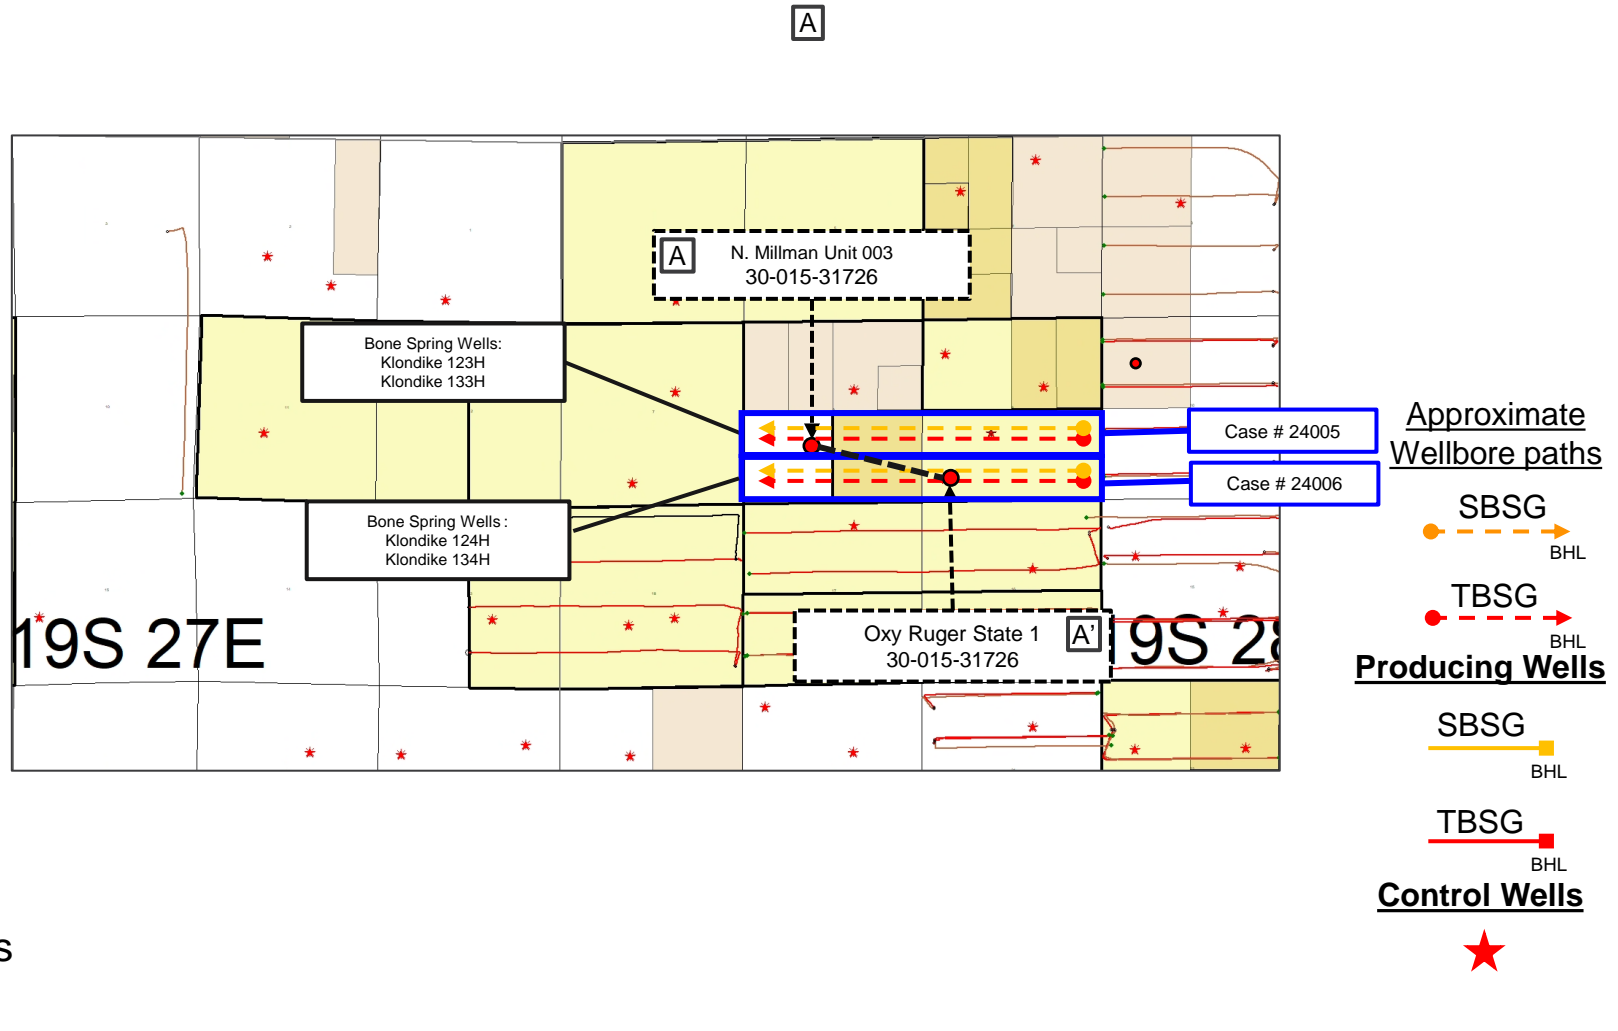 A
A
N. Millman Unit 003
30-015-31726
Bone Spring Wells:
Klondike 123H
Klondike 133H
Case # 24005
Case # 24006
Bone Spring Wells :
Klondike 124H
Klondike 134H
Oxy Ruger State 1
30-015-31726
A'
19S 27E
9S 28
Approximate
Wellbore paths
SBSG
BHL
TBSG
BHL
Producing Wells
SBSG
BHL
TBSG
BHL
Control Wells
s